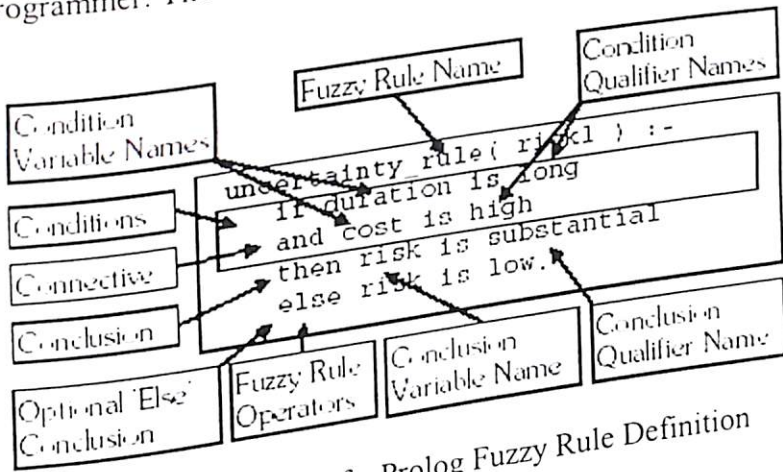 rogrammer. Th
Fuzzy Rule Name
Condition
Qualifier Names
Condition
Variable Names
uncertainty_rule( risk1 ) :-
if duration is long
and cost is high
then risk is substantial
else risk is low.
Conditions
Connective
Conclusion
Optional 'Else'
Conclusion
Fuzzy Rule
Operators
Conclusion
Variable Name
Conclusion
Qualifier Name
Prolog Fuzzy Rule Definition